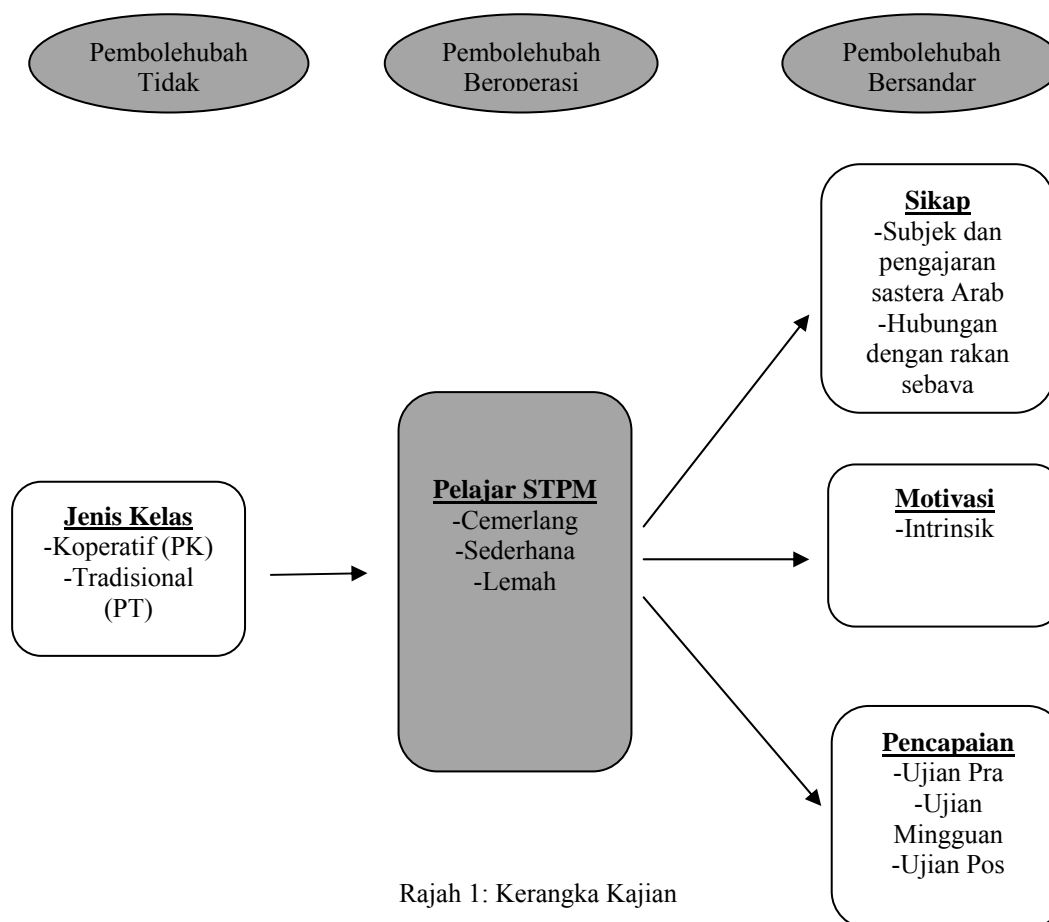 Pembolehubah
Tidak
Pembolehubah
Beroperasi
Pembolehubah
Bersandar
Sikap
-Subjek dan
pengajaran
sastera Arab
-Hubungan
dengan rakan
sebaya
Jenis Kelas
-Koperatif (PK)
-Tradisional
(PT)
Pelajar STPM
-Cemerlang
-Sederhana
-Lemah
Motivasi
-Intrinsik
Pencapaian
-Ujian Pra
-Ujian
Mingguan
-Ujian Pos
Rajah 1: Kerangka Kajian